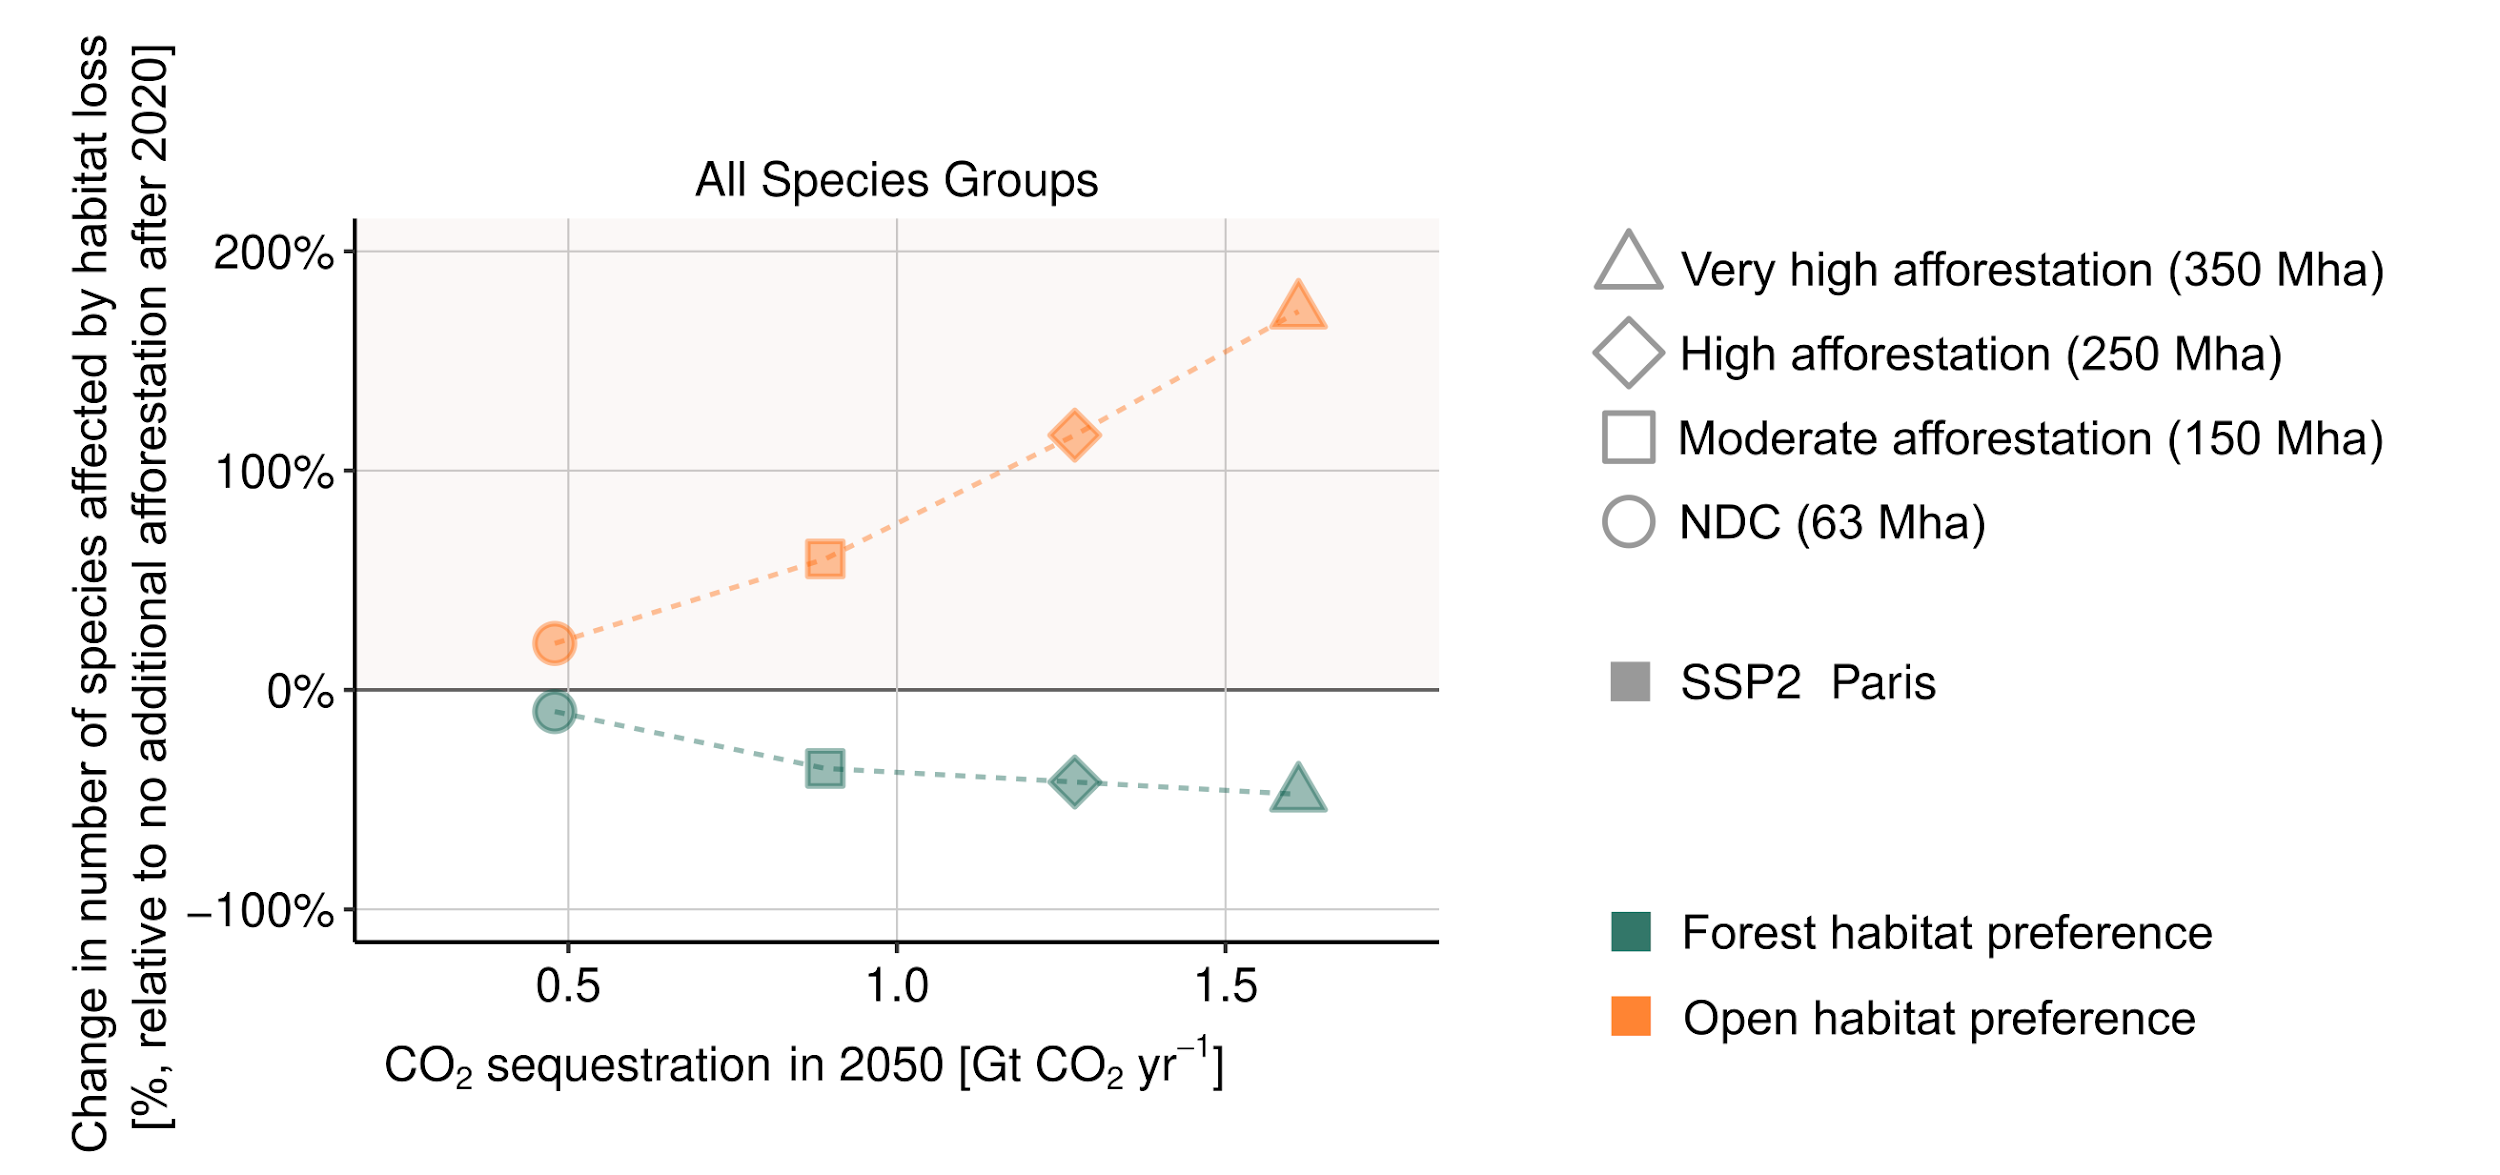 Change in number of species affected by habitat loss
[%, relative to no additional afforestation after 2020]
All Species Groups
200%
100%
0%
−100%
0.5
1.0
1.5
CO₂ sequestration in 2050 [Gt CO₂ yr⁻¹]
Very high afforestation (350 Mha)
High afforestation (250 Mha)
Moderate afforestation (150 Mha)
NDC (63 Mha)
SSP2 Paris
Forest habitat preference
Open habitat preference